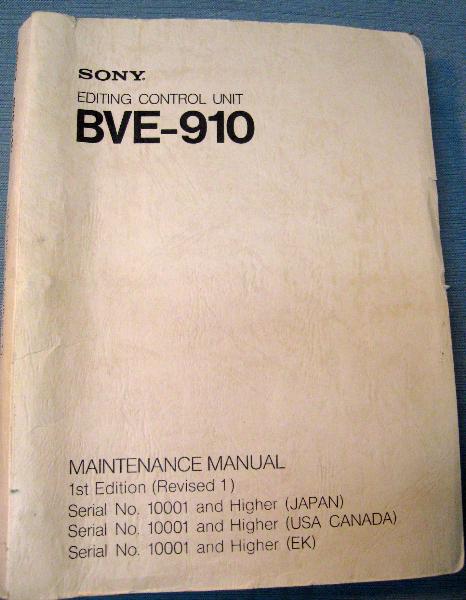 SONY.
EDITING CONTROL UNIT
BVE-910
MAINTENANCE MANUAL
1st Edition (Revised 1)
Serial No. 10001 and Higher (JAPAN)
Serial No. 10001 and Higher (USA CANADA)
Serial No. 10001 and Higher (EK)